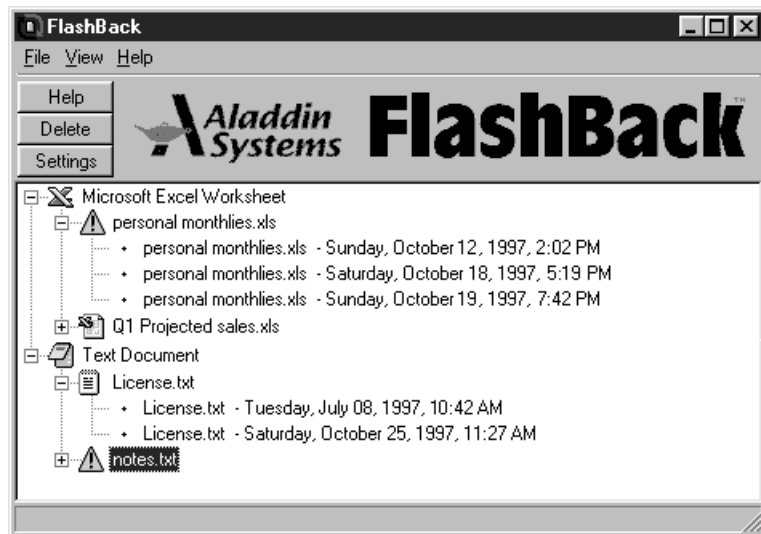 FlashBack
File View Help
Help
Delete
Settings
Aladdin
Systems
FlashBack™
Microsoft Excel Worksheet
personal monthlies.xls
personal monthlies.xls - Sunday, October 12, 1997, 2:02 PM
personal monthlies.xls - Saturday, October 18, 1997, 5:19 PM
personal monthlies.xls - Sunday, October 19, 1997, 7:42 PM
Q1 Projected sales.xls
Text Document
License.txt
License.txt - Tuesday, July 08, 1997, 10:42 AM
License.txt - Saturday, October 25, 1997, 11:27 AM
notes.txt